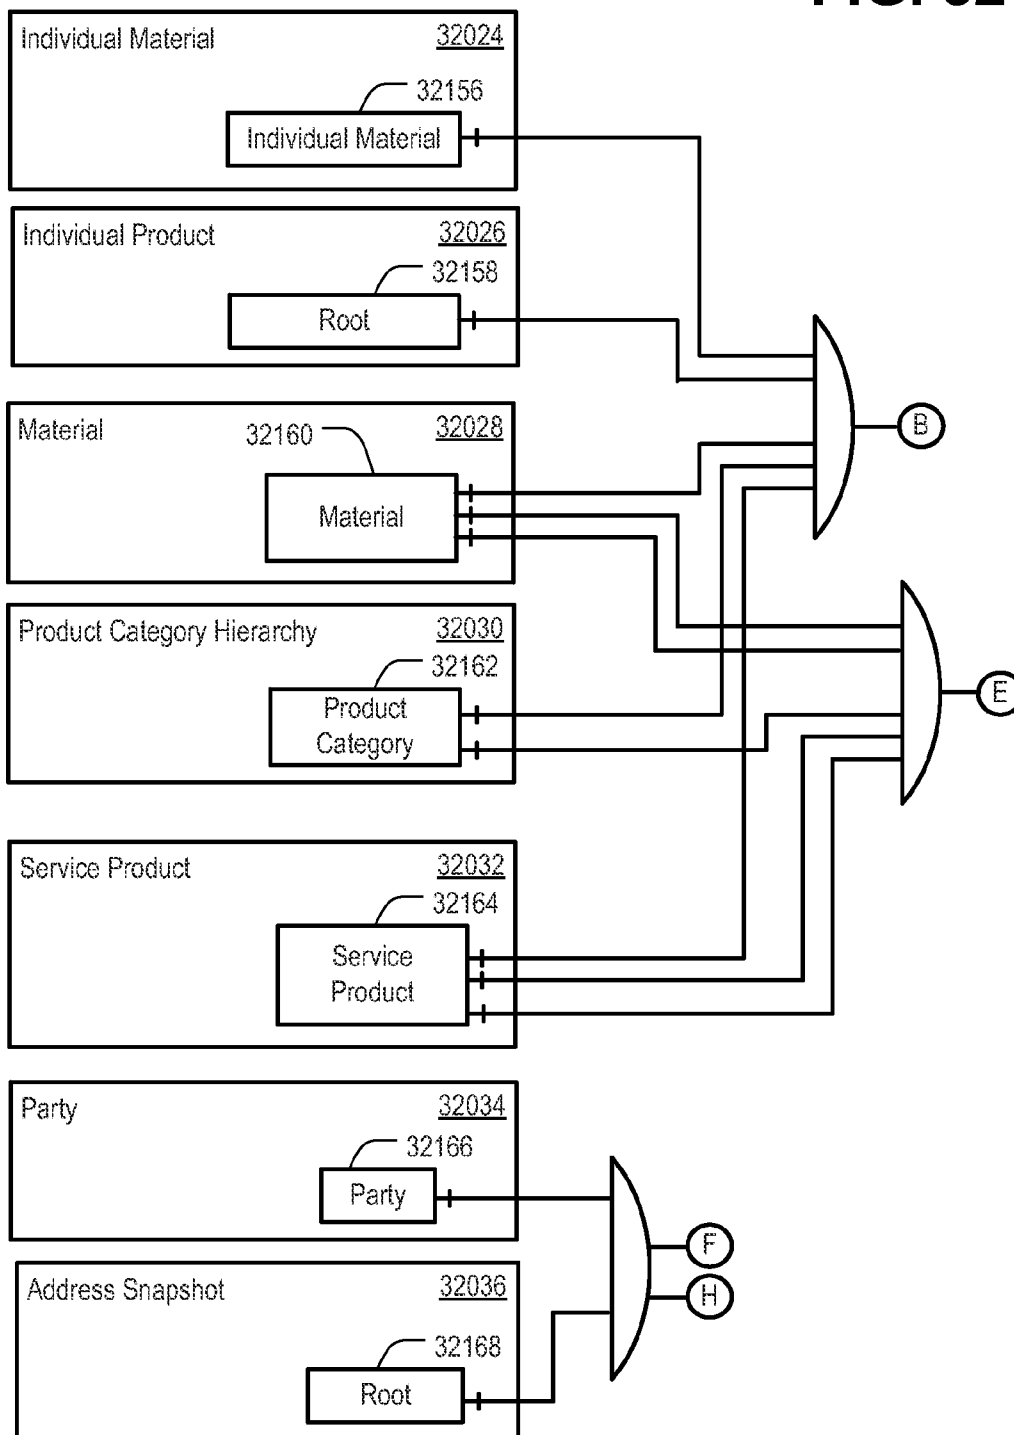 Individual Material 32024
32156
Individual Material
Individual Product 32026
32158
Root
B
Material 32028
32160
Material
Product Category Hierarchy 32030
32162
Product
Category
E
Service Product 32032
32164
Service
Product
Party 32034
32166
Party
F
Address Snapshot 32036
H
32168
Root